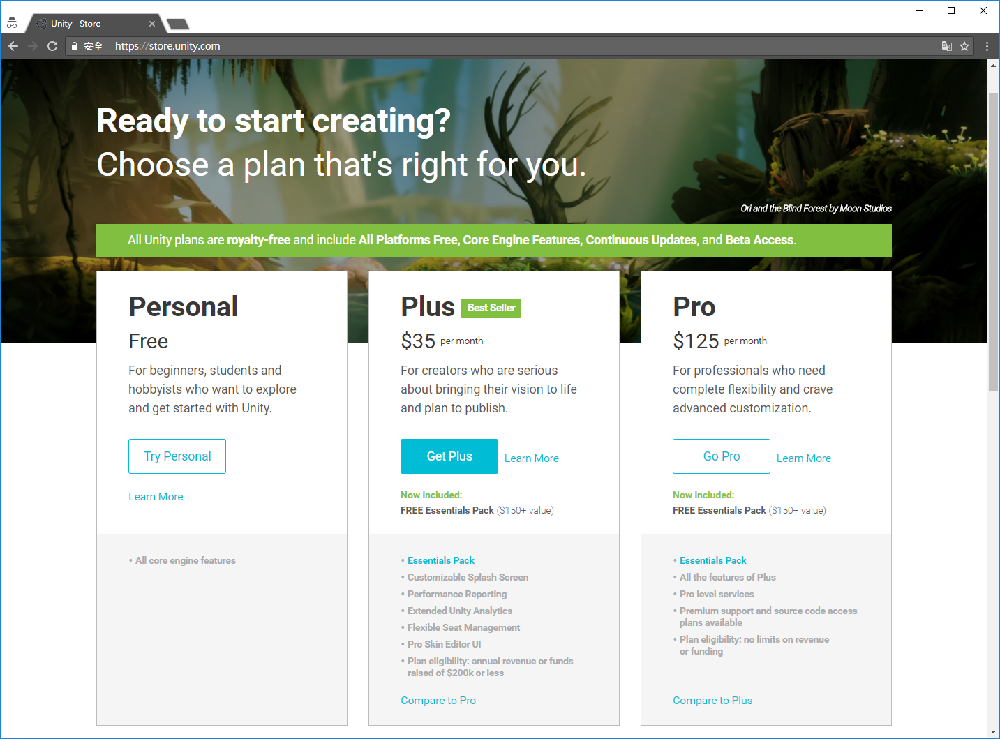 Unity - Store
安全
https://store.unity.com
Ready to start creating?
Choose a plan that's right for you.
Ori and the Blind Forest by Moon Studios
All Unity plans are royalty-free and include All Platforms Free, Core Engine Features, Continuous Updates, and Beta Access.
Personal
Free
For beginners, students and
hobbyists who want to explore
and get started with Unity.
Try Personal
Learn More
• All core engine features
Plus
Best Seller
$35 per month
For creators who are serious
about bringing their vision to life
and plan to publish.
Get Plus
Learn More
Now included:
FREE Essentials Pack ($150+ value)
• Essentials Pack
• Customizable Splash Screen
• Performance Reporting
• Extended Unity Analytics
• Flexible Seat Management
• Pro Skin Editor UI
• Plan eligibility: annual revenue or funds
raised of $200k or less
Compare to Pro
Pro
$125 per month
For professionals who need
complete flexibility and crave
advanced customization.
Go Pro
Learn More
Now included:
FREE Essentials Pack ($150+ value)
• Essentials Pack
• All the features of Plus
• Pro level services
• Premium support and source code access
plans available
• Plan eligibility: no limits on revenue
or funding
Compare to Plus